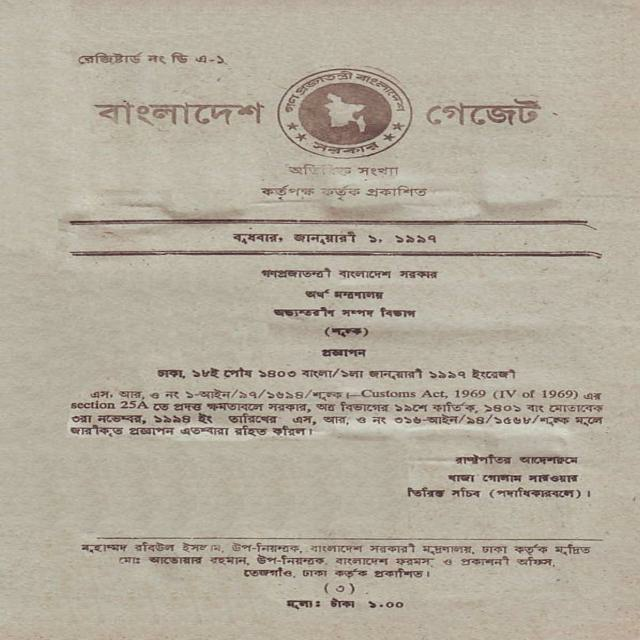 রেজিষ্টার্ড নং ডি এ-১
গণপ্রজাতন্ত্রী বাংলাদেশ
সরকার
বাংলাদেশ গেজেট
অতিরিক্ত সংখ্যা
কর্তৃপক্ষ কর্তৃক প্রকাশিত
বুধবার, জানুয়ারী ১, ১৯৯৭
গণপ্রজাতন্ত্রী বাংলাদেশ সরকার
অর্থ মন্ত্রণালয়
অভ্যন্তরীণ সম্পদ বিভাগ
(শুল্ক)
প্রজ্ঞাপন
ঢাকা, ১৮ই পৌষ ১৪০৩ বাংলা/১লা জানুয়ারী ১৯৯৭ ইংরেজী
এস, আর, ও নং ১-আইন/৯৭/১৬৯৪/শুল্ক।—Customs Act, 1969 (IV of 1969) এর
section 25A তে প্রদত্ত ক্ষমতাবলে সরকার, অত্র বিভাগের ১৯শে কার্তিক, ১৪০১ বাং মোতাবেক
৩রা নভেম্বর, ১৯৯৪ ইং তারিখের এস, আর, ও নং ৩১৬-আইন/৯৪/১৫৬৮/শুল্ক মূলে
জারীকৃত প্রজ্ঞাপন এতদ্বারা রহিত করিল।
রাষ্ট্রপতির আদেশক্রমে
খাজা গোলাম সারওয়ার
তিরিক্ত সচিব (পদাধিকারবলে)।
মুহাম্মদ রবিউল ইসলাম, উপ-নিয়ন্ত্রক, বাংলাদেশ সরকারী মুদ্রণালয়, ঢাকা কর্তৃক মুদ্রিত
মোঃ আতোয়ার রহমান, উপ-নিয়ন্ত্রক, বাংলাদেশ ফরমস্ ও প্রকাশনী অফিস,
তেজগাঁও, ঢাকা কর্তৃক প্রকাশিত।
(৩)
মূল্য: টাকা ১.০০